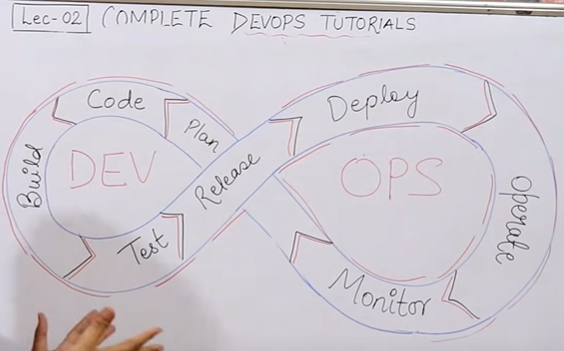 Lec-02 COMPLETE DEVOPS TUTORIALS
Code
Plan
Build
DEV
Test
Release
Deploy
OPS
Operate
Monitor